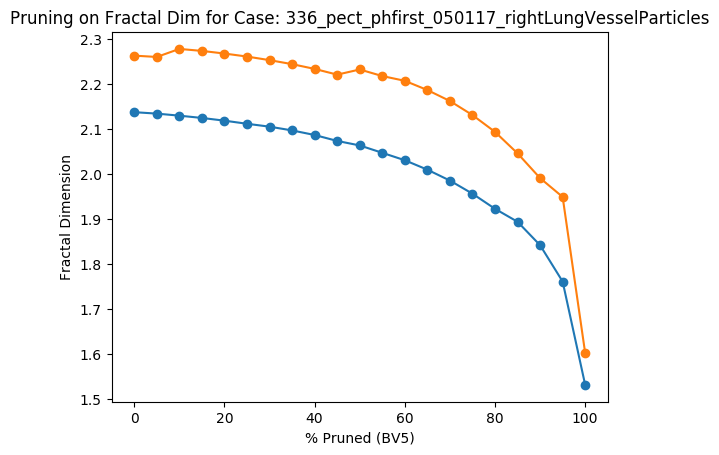 Pruning on Fractal Dim for Case: 336_pect_phfirst_050117_rightLungVesselParticles
2.3
2.2
2.1
2.0
1.9
1.8
1.7
1.6
1.5
Fractal Dimension
0 20 40 60 80 100
% Pruned (BV5)